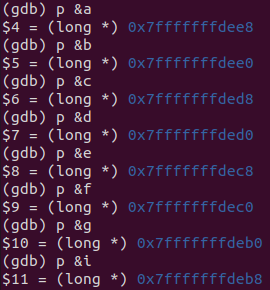 (gdb) p &a
$4 = (long *) 0x7fffffffdee8
(gdb) p &b
$5 = (long *) 0x7fffffffdee0
(gdb) p &c
$6 = (long *) 0x7fffffffded8
(gdb) p &d
$7 = (long *) 0x7fffffffded0
(gdb) p &e
$8 = (long *) 0x7fffffffdec8
(gdb) p &f
$9 = (long *) 0x7fffffffdec0
(gdb) p &g
$10 = (long *) 0x7fffffffdeb0
(gdb) p &i
$11 = (long *) 0x7fffffffdeb8